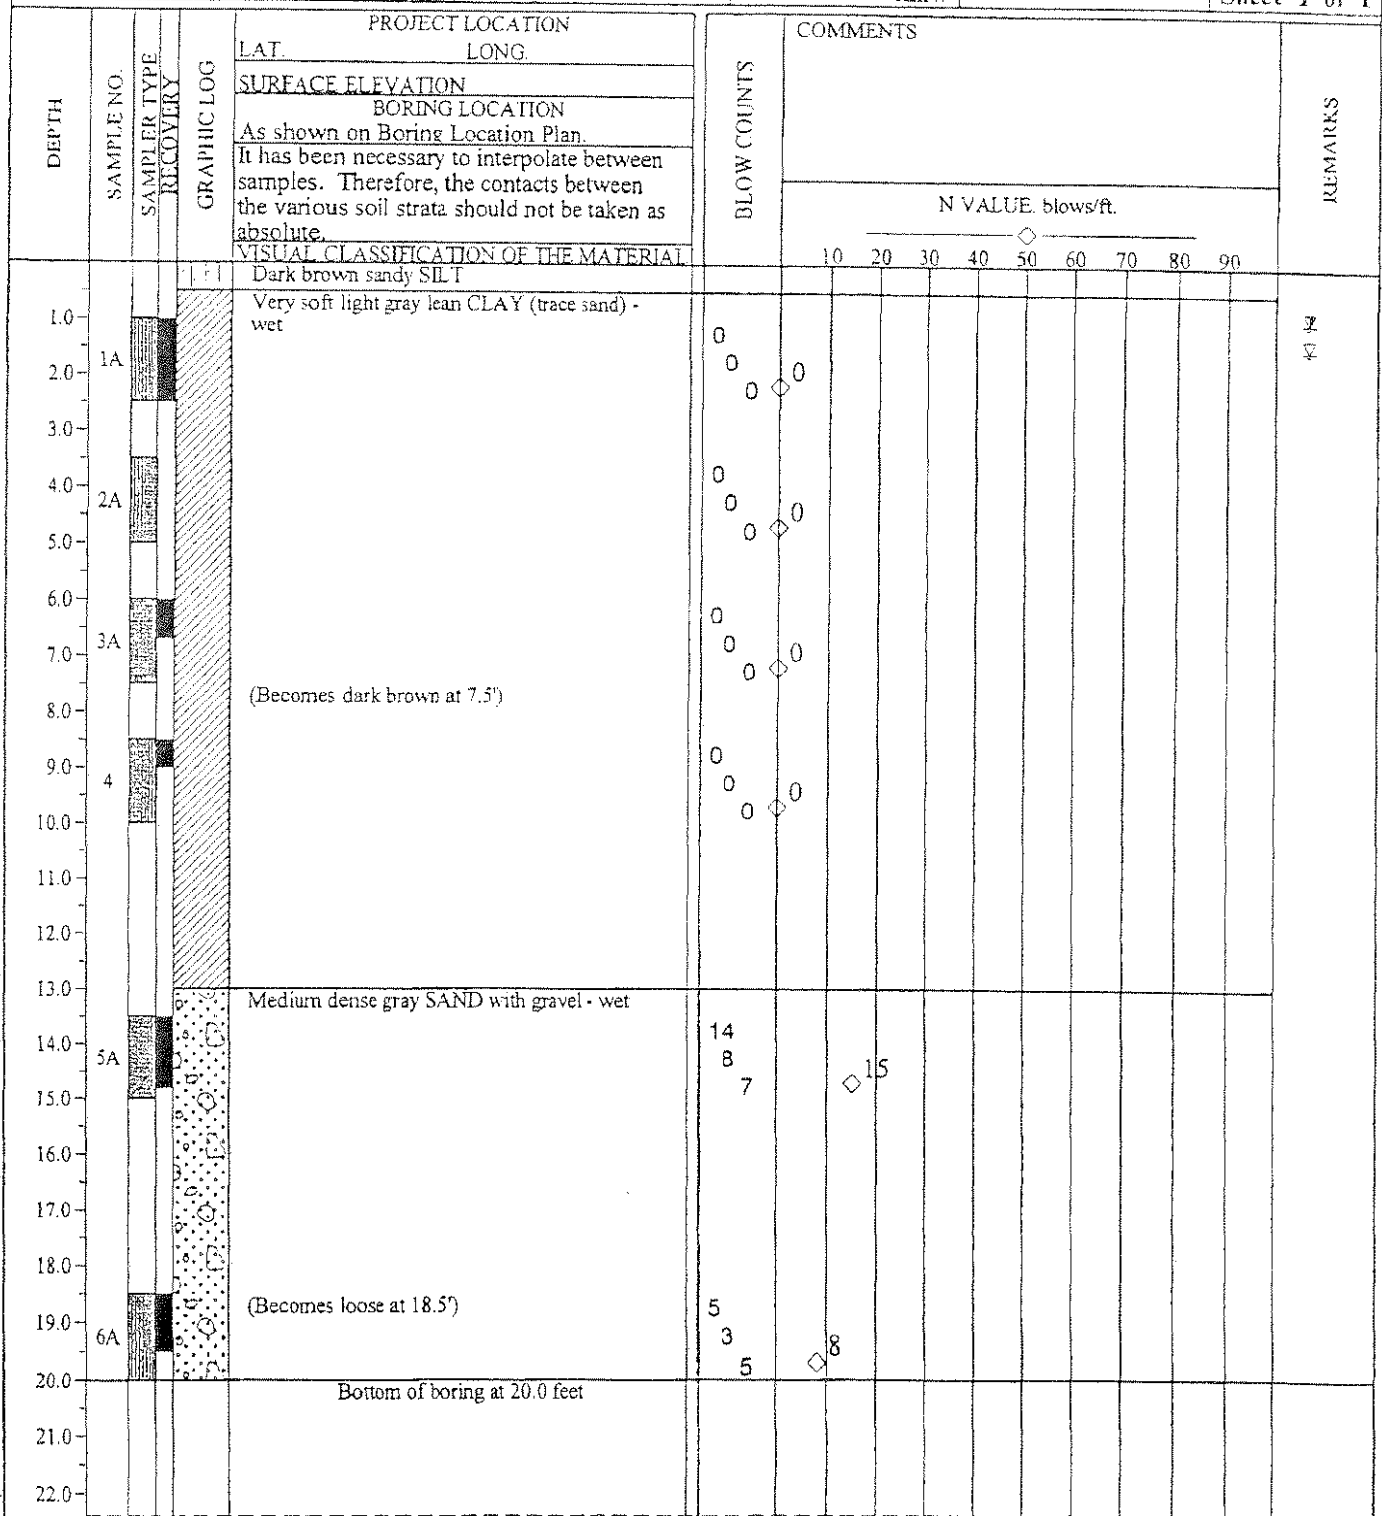 Sheet 1 of 1
DEPTH
SAMPLE NO.
SAMPLER TYPE
RECOVERY
GRAPHIC LOG
PROJECT LOCATION
LAT. LONG.
SURFACE ELEVATION
BORING LOCATION
As shown on Boring Location Plan.
It has been necessary to interpolate between
samples. Therefore, the contacts between
the various soil strata should not be taken as
absolute.
VISUAL CLASSIFICATION OF THE MATERIAL
BLOW COUNTS
COMMENTS
N VALUE, blows/ft.
10 20 30 40 50 60 70 80 90
REMARKS
Dark brown sandy SILT
Very soft light gray lean CLAY (trace sand) -
wet
1.0
1A
2.0
0
0
0
0
3.0
4.0
2A
5.0
0
0
0
0
6.0
3A
7.0
0
0
0
0
(Becomes dark brown at 7.5')
8.0
9.0
4
10.0
0
0
0
0
11.0
12.0
13.0
Medium dense gray SAND with gravel - wet
14.0
5A
15.0
14
8
7
15
16.0
17.0
18.0
(Becomes loose at 18.5')
19.0
6A
20.0
5
3
5
8
Bottom of boring at 20.0 feet
21.0
22.0